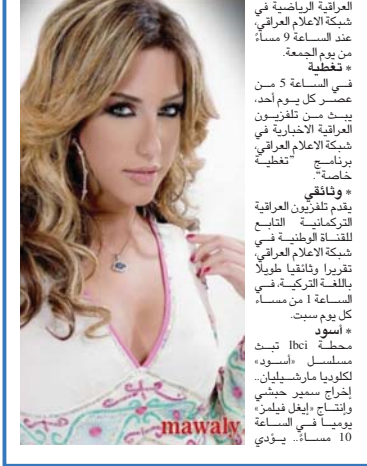 العراقية الرياضية في
شبكة الاعلام العراقي،
عند الساعة 9 مساءً
من يوم الجمعة.
* تغطية
في الساعة 5 من
عصر كل يوم أحد،
يبث من تلفزيون
العراقية الاخبارية في
شبكة الاعلام العراقي،
برنامج "تغطية
خاصة".
* وثائقي
يقدم تلفزيون العراقية
التركمانية التابع
للقناة الوطنية في
شبكة الاعلام العراقي،
تقريرا وثائقيا طويلا
باللغة التركية، في
الساعة 1 من مساء
كل يوم سبت.
* أسود
محطة lbci تبث
مسلسل «أسود»
لكلوديا مارشيليان..
إخراج سمير حبشي
وإنتاج «إيغل فيلمز»
يوميا في الساعة
10 مساءً.. يؤدي
mawaly